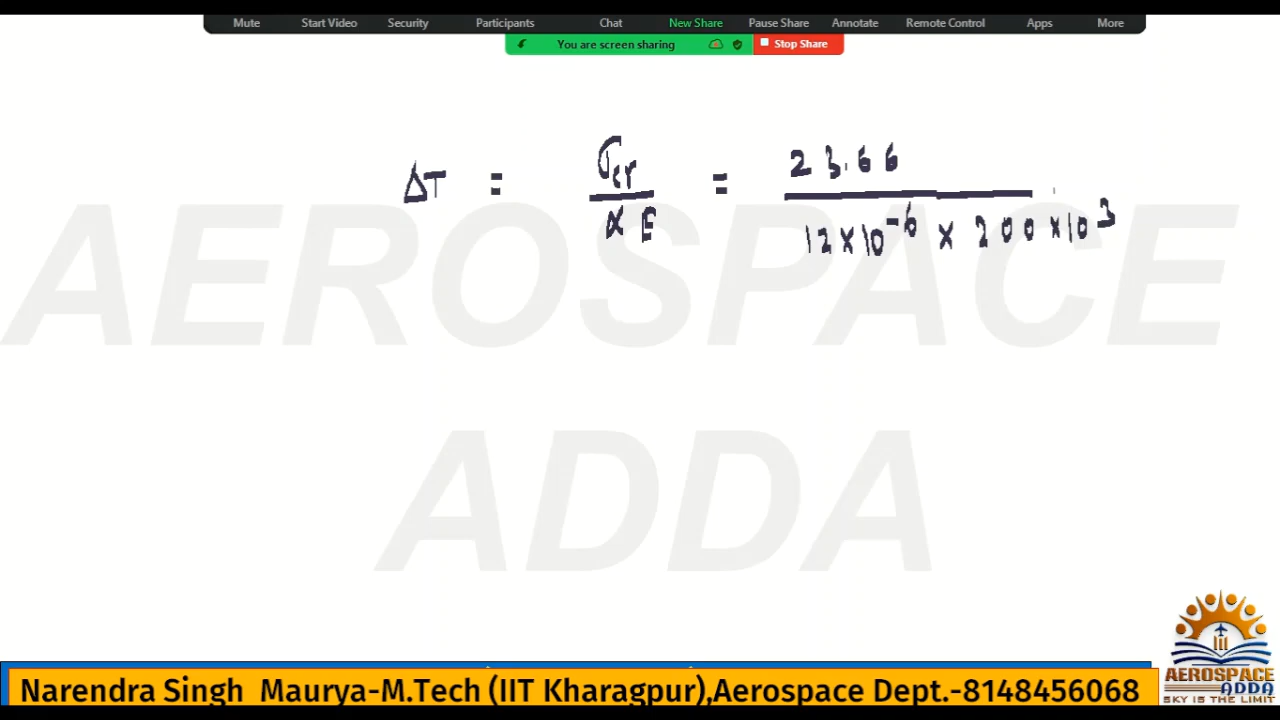 Mute Start Video Security Participants Chat New Share Pause Share Annotate Remote Control Apps More
You are screen sharing Stop Share
ΔT = σcr / α E = 23.66 / 12×10^-6 × 200×10^3
AEROSPACE
ADDA
AEROSPACE
ADDA
SKY IS THE LIMIT
Narendra Singh Maurya-M.Tech (IIT Kharagpur),Aerospace Dept.-8148456068